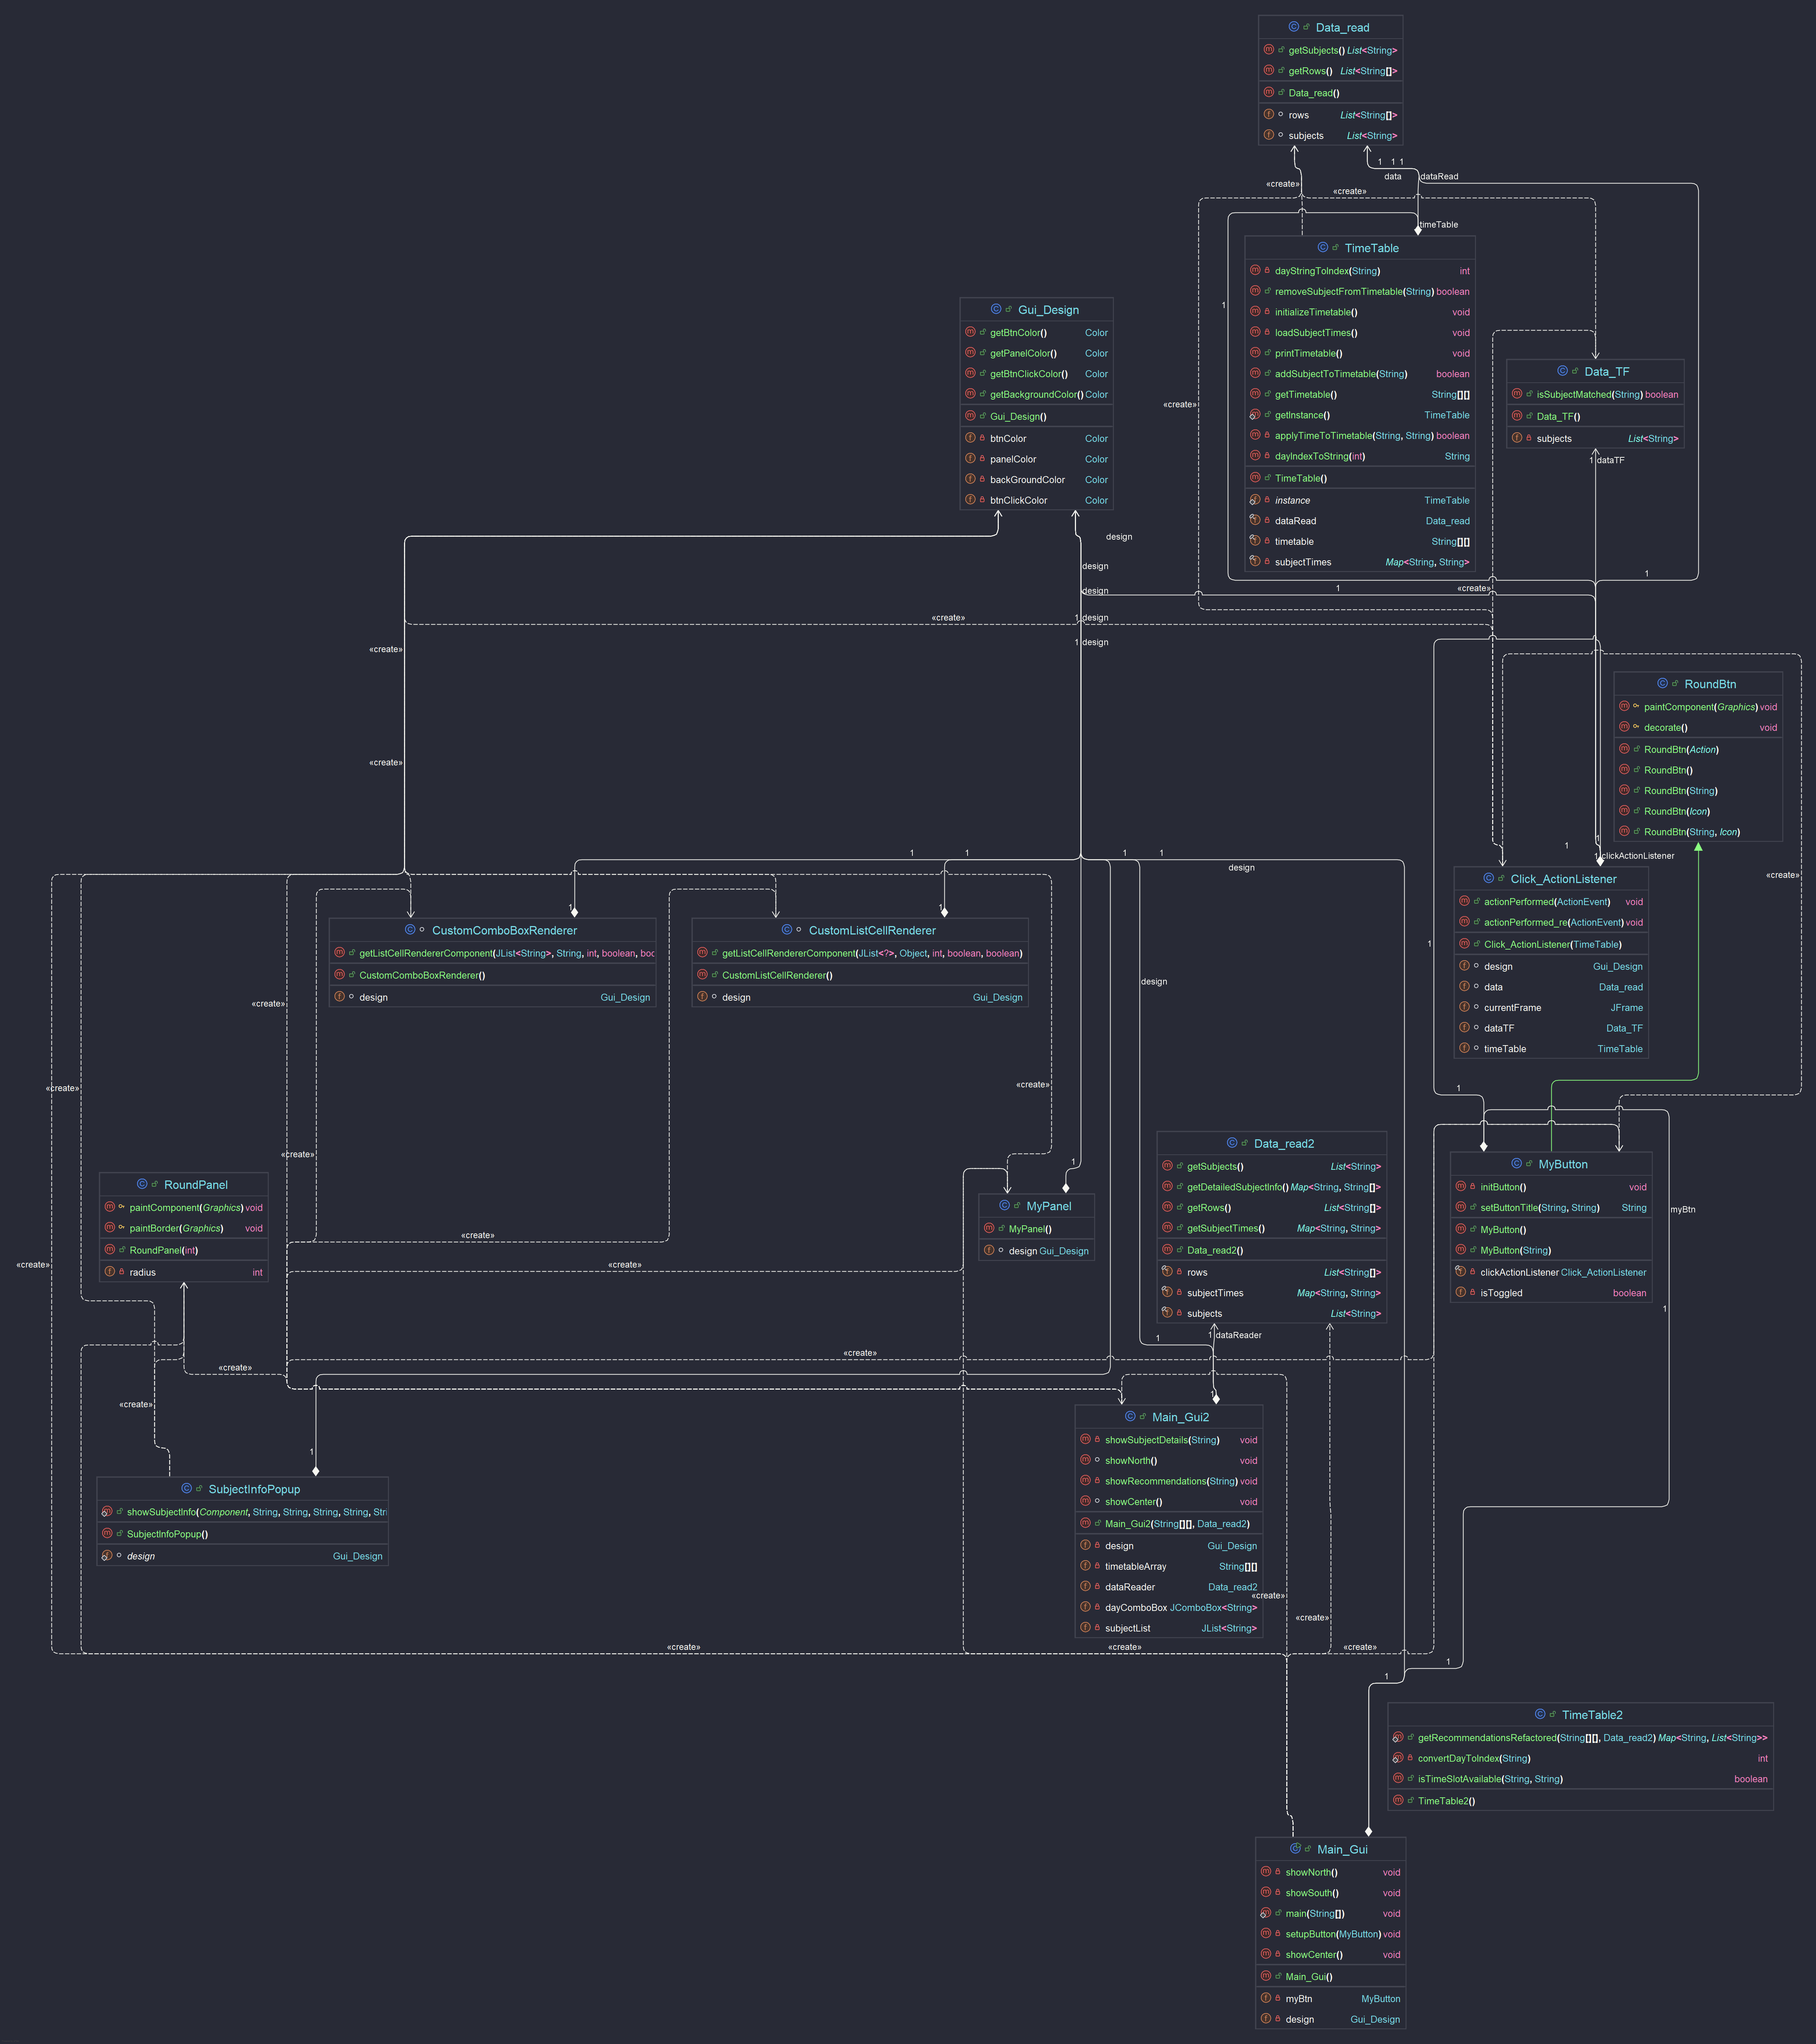 Data_read
getSubjects() List<String>
getRows() List<String[]>
Data_read()
rows List<String[]>
subjects List<String>
1 1 1
data dataRead
«create»
«create»
timeTable
TimeTable
dayStringToIndex(String) int
removeSubjectFromTimetable(String) boolean
initializeTimetable() void
loadSubjectTimes() void
printTimetable() void
addSubjectToTimetable(String) boolean
getTimetable() String[][]
getInstance() TimeTable
applyTimeToTimetable(String, String) boolean
dayIndexToString(int) String
TimeTable()
instance TimeTable
dataRead Data_read
timetable String[][]
subjectTimes Map<String, String>
1
«create»
Gui_Design
getBtnColor() Color
getPanelColor() Color
getBtnClickColor() Color
getBackgroundColor() Color
Gui_Design()
btnColor Color
panelColor Color
backGroundColor Color
btnClickColor Color
Data_TF
isSubjectMatched(String) boolean
Data_TF()
subjects List<String>
1 dataTF
design
design
1
design 1 «create»
«create» 1 design
«create» 1 design
RoundBtn
paintComponent(Graphics) void
decorate() void
RoundBtn(Action)
RoundBtn()
RoundBtn(String)
RoundBtn(Icon)
RoundBtn(String, Icon)
«create»
1
1
1 clickActionListener
1 1 1 1
design
«create»
Click_ActionListener
actionPerformed(ActionEvent) void
actionPerformed_re(ActionEvent) void
Click_ActionListener(TimeTable)
design Gui_Design
data Data_read
currentFrame JFrame
dataTF Data_TF
timeTable TimeTable
1
1
CustomComboBoxRenderer
getListCellRendererComponent(JList<String>, String, int, boolean, boo
CustomComboBoxRenderer()
design Gui_Design
1
CustomListCellRenderer
getListCellRendererComponent(JList<?>, Object, int, boolean, boolean)
CustomListCellRenderer()
design Gui_Design
1
design
«create»
«create»
«create»
1
Data_read2
getSubjects() List<String>
getDetailedSubjectInfo() Map<String, String[]>
getRows() List<String[]>
getSubjectTimes() Map<String, String>
Data_read2()
rows List<String[]>
subjectTimes Map<String, String>
subjects List<String>
1 dataReader
1
«create»
1
MyButton
initButton() void
setButtonTitle(String, String) String
MyButton()
MyButton(String)
clickActionListener Click_ActionListener
isToggled boolean
myBtn
1
RoundPanel
paintComponent(Graphics) void
paintBorder(Graphics) void
RoundPanel(int)
radius int
MyPanel
MyPanel()
design Gui_Design
«create»
«create»
«create»
«create»
«create»
«create»
1
1
Main_Gui2
showSubjectDetails(String) void
showNorth() void
showRecommendations(String) void
showCenter() void
Main_Gui2(String[][], Data_read2)
design Gui_Design
timetableArray String[][]
dataReader Data_read2
dayComboBox JComboBox<String>
subjectList JList<String>
«create»
«create»
SubjectInfoPopup
showSubjectInfo(Component, String, String, String, String, Stri
SubjectInfoPopup()
design Gui_Design
«create» «create» «create»
1
1
TimeTable2
getRecommendationsRefactored(String[][], Data_read2) Map<String, List<String>>
convertDayToIndex(String) int
isTimeSlotAvailable(String, String) boolean
TimeTable2()
Main_Gui
showNorth() void
showSouth() void
main(String[]) void
setupButton(MyButton) void
showCenter() void
Main_Gui()
myBtn MyButton
design Gui_Design